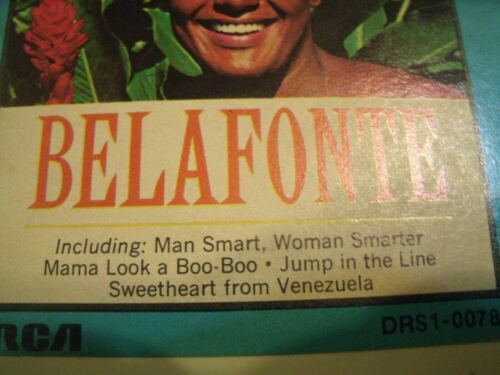 BELAFONTE
Including: Man Smart, Woman Smarter
Mama Look a Boo-Boo • Jump in the Line
Sweetheart from Venezuela
RCA
DRS1-0078